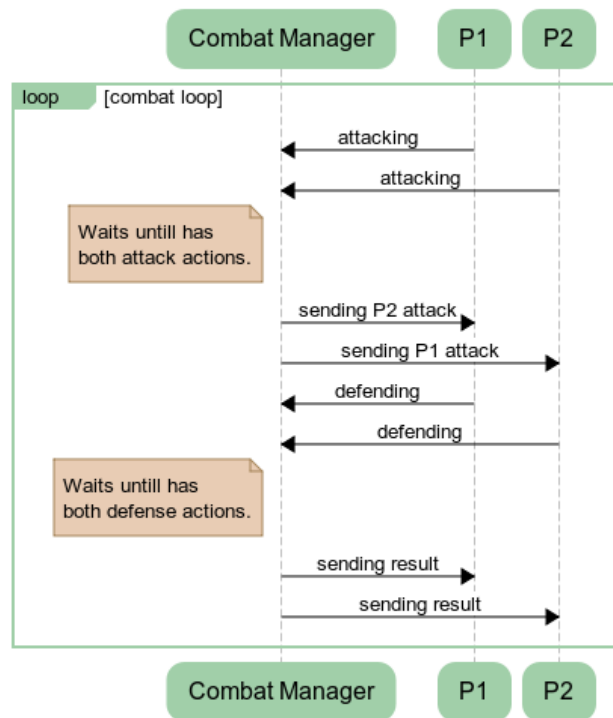 Combat Manager P1 P2
loop [combat loop]
attacking
attacking
Waits untill has
both attack actions.
sending P2 attack
sending P1 attack
defending
defending
Waits untill has
both defense actions.
sending result
sending result
Combat Manager P1 P2